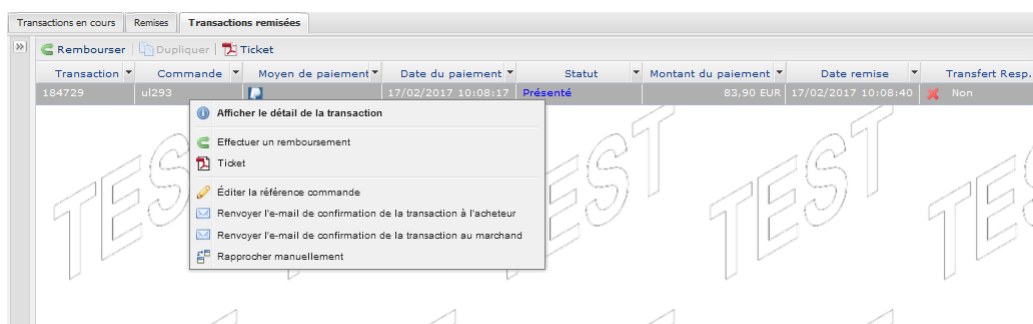 Transactions en cours Remises Transactions remisées
Rembourser Dupliquer Ticket
Transaction Commande Moyen de paiement Date du paiement Statut Montant du paiement Date remise Transfert Resp.
184729 ul293 17/02/2017 10:08:17 Présenté 83,90 EUR 17/02/2017 10:08:40 Non
Afficher le détail de la transaction
Effectuer un remboursement
Ticket
Éditer la référence commande
Renvoyer l'e-mail de confirmation de la transaction à l'acheteur
Renvoyer l'e-mail de confirmation de la transaction au marchand
Rapprocher manuellement
TEST TEST TEST TEST